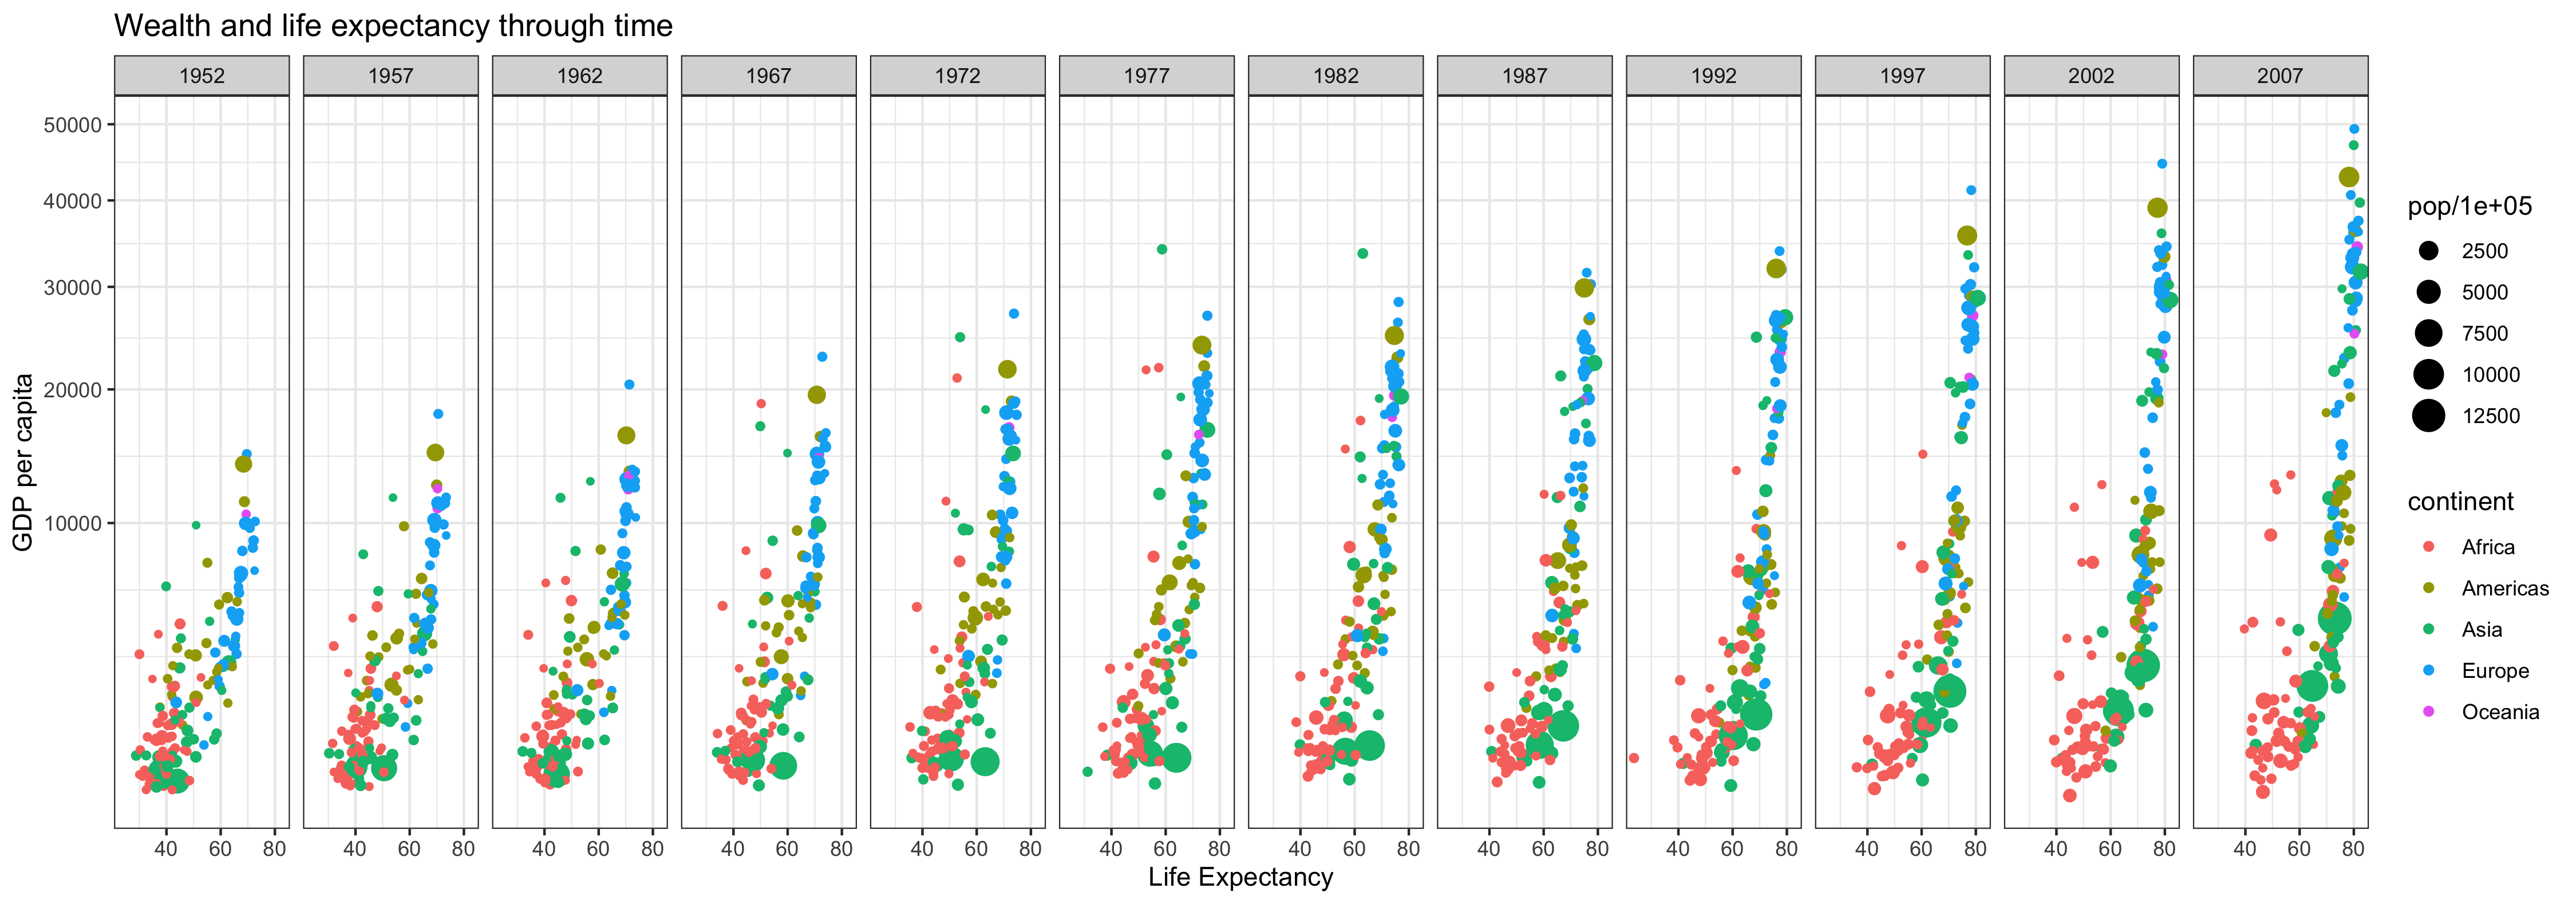 Wealth and life expectancy through time
1952 1957 1962 1967 1972 1977 1982 1987 1992 1997 2002 2007
50000
40000
30000
20000
10000
GDP per capita
40 60 80 40 60 80 40 60 80 40 60 80 40 60 80 40 60 80 40 60 80 40 60 80 40 60 80 40 60 80 40 60 80 40 60 80
Life Expectancy
pop/1e+05
2500
5000
7500
10000
12500
continent
Africa
Americas
Asia
Europe
Oceania